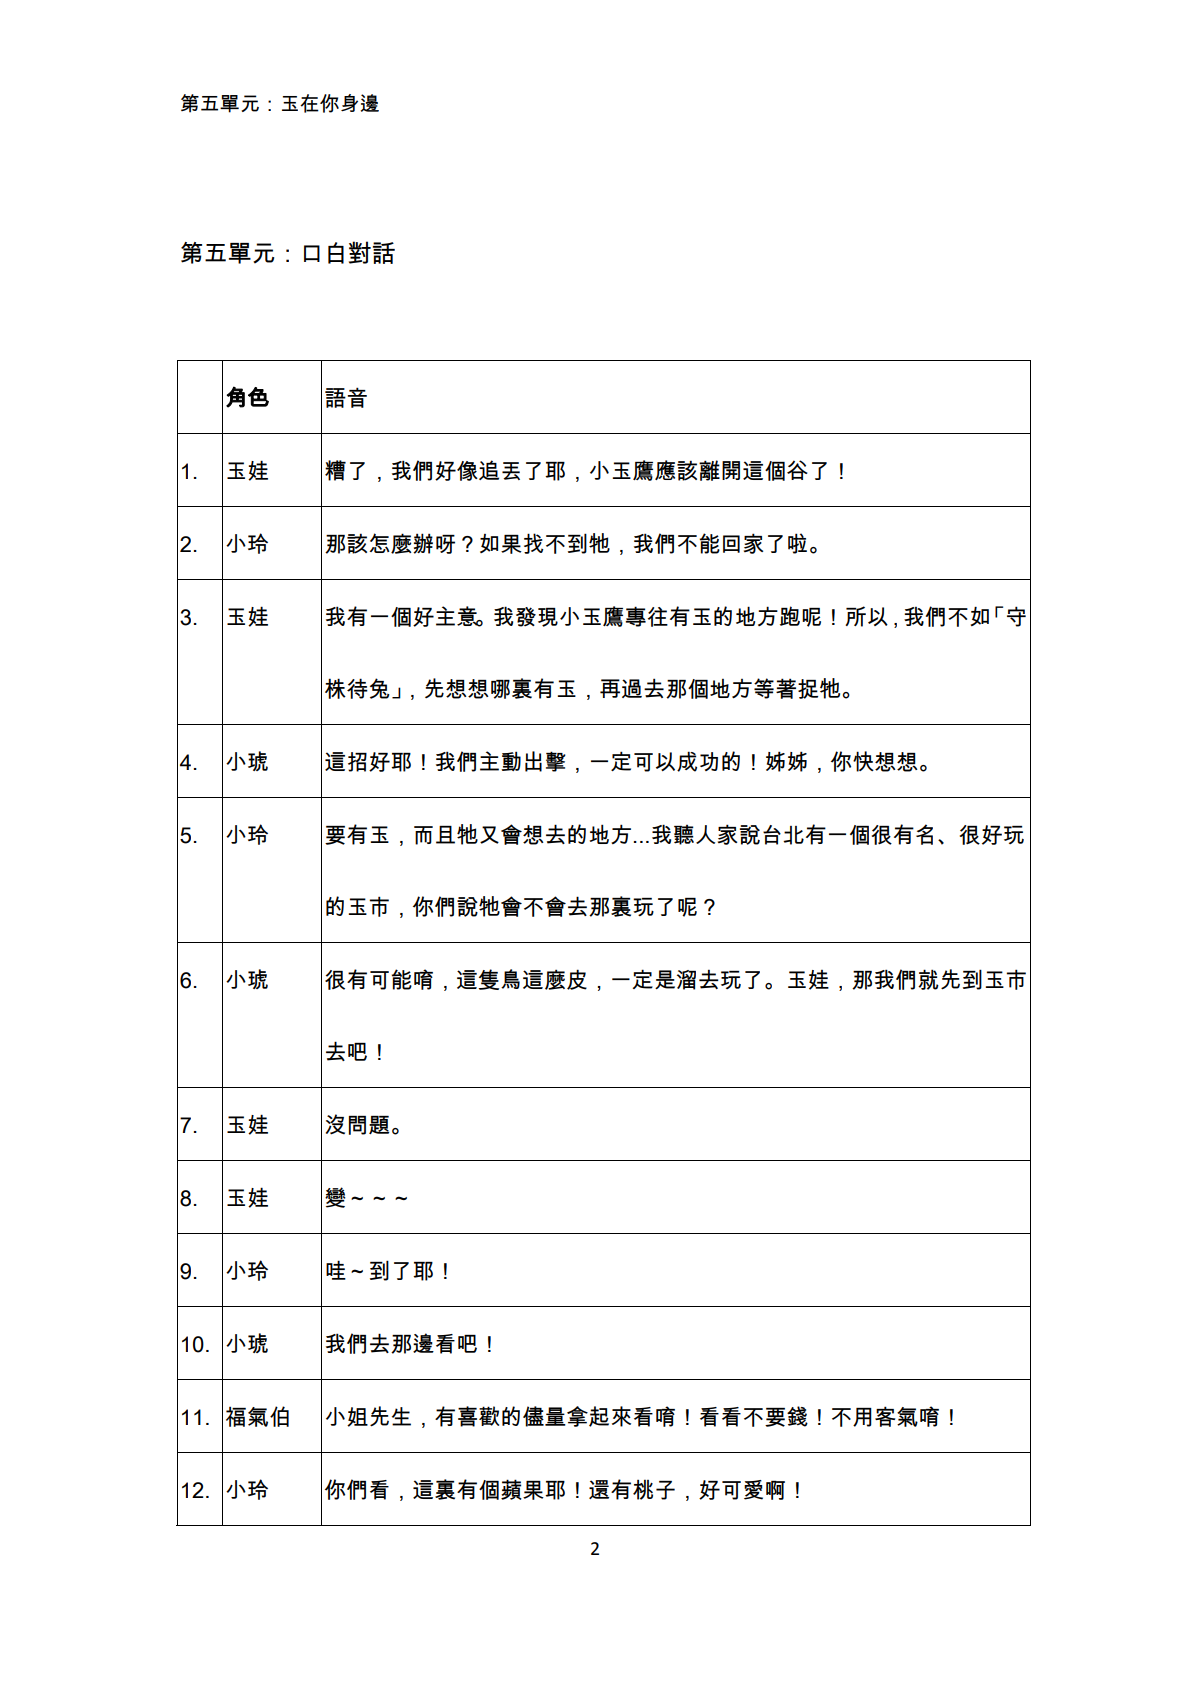 第五單元：玉在你身邊
第五單元：口白對話
角色 語音
1. 玉娃 糟了，我們好像追丟了耶，小玉鷹應該離開這個谷了！
2. 小玲 那該怎麼辦呀？如果找不到牠，我們不能回家了啦。
3. 玉娃 我有一個好主意。我發現小玉鷹專往有玉的地方跑呢！所以，我們不如「守
株待兔」，先想想哪裏有玉，再過去那個地方等著捉牠。
4. 小琥 這招好耶！我們主動出擊，一定可以成功的！姊姊，你快想想。
5. 小玲 要有玉，而且牠又會想去的地方...我聽人家說台北有一個很有名、很好玩
的玉市，你們說牠會不會去那裏玩了呢？
6. 小琥 很有可能唷，這隻鳥這麼皮，一定是溜去玩了。玉娃，那我們就先到玉市
去吧！
7. 玉娃 沒問題。
8. 玉娃 變～～～
9. 小玲 哇～到了耶！
10. 小琥 我們去那邊看吧！
11. 福氣伯 小姐先生，有喜歡的儘量拿起來看唷！看看不要錢！不用客氣唷！
12. 小玲 你們看，這裏有個蘋果耶！還有桃子，好可愛啊！
2